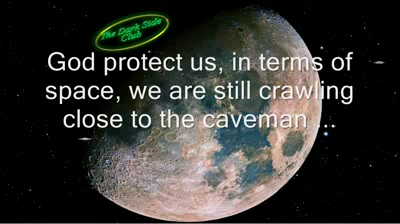 The Dark Side
Club
God protect us, in terms of
space, we are still crawling
close to the caveman ...